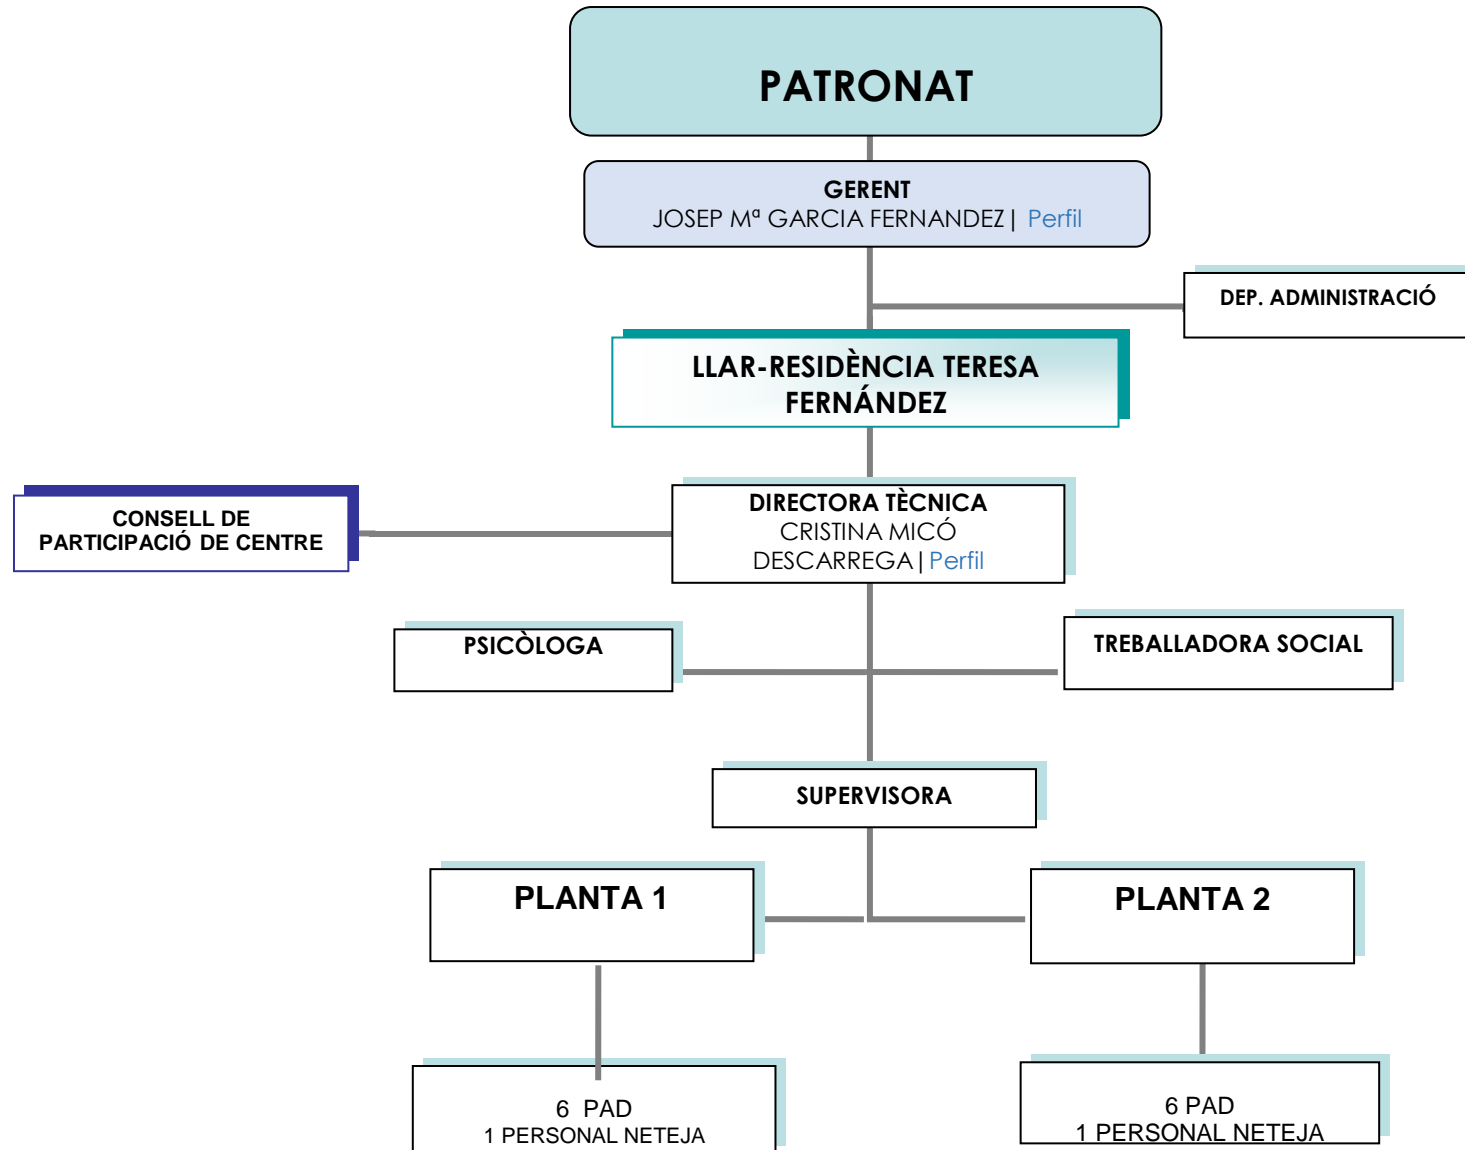 PATRONAT
GERENT
JOSEP Mª GARCIA FERNANDEZ| Perfil
DEP. ADMINISTRACIÓ
LLAR-RESIDÈNCIA TERESA
FERNÁNDEZ
CONSELL DE
PARTICIPACIÓ DE CENTRE
DIRECTORA TÈCNICA
CRISTINA MICÓ
DESCARREGA|Perfil
PSICÒLOGA
TREBALLADORA SOCIAL
SUPERVISORA
PLANTA 1
PLANTA 2
6 PAD
1 PERSONAL NETEJA
6 PAD
1 PERSONAL NETEJA